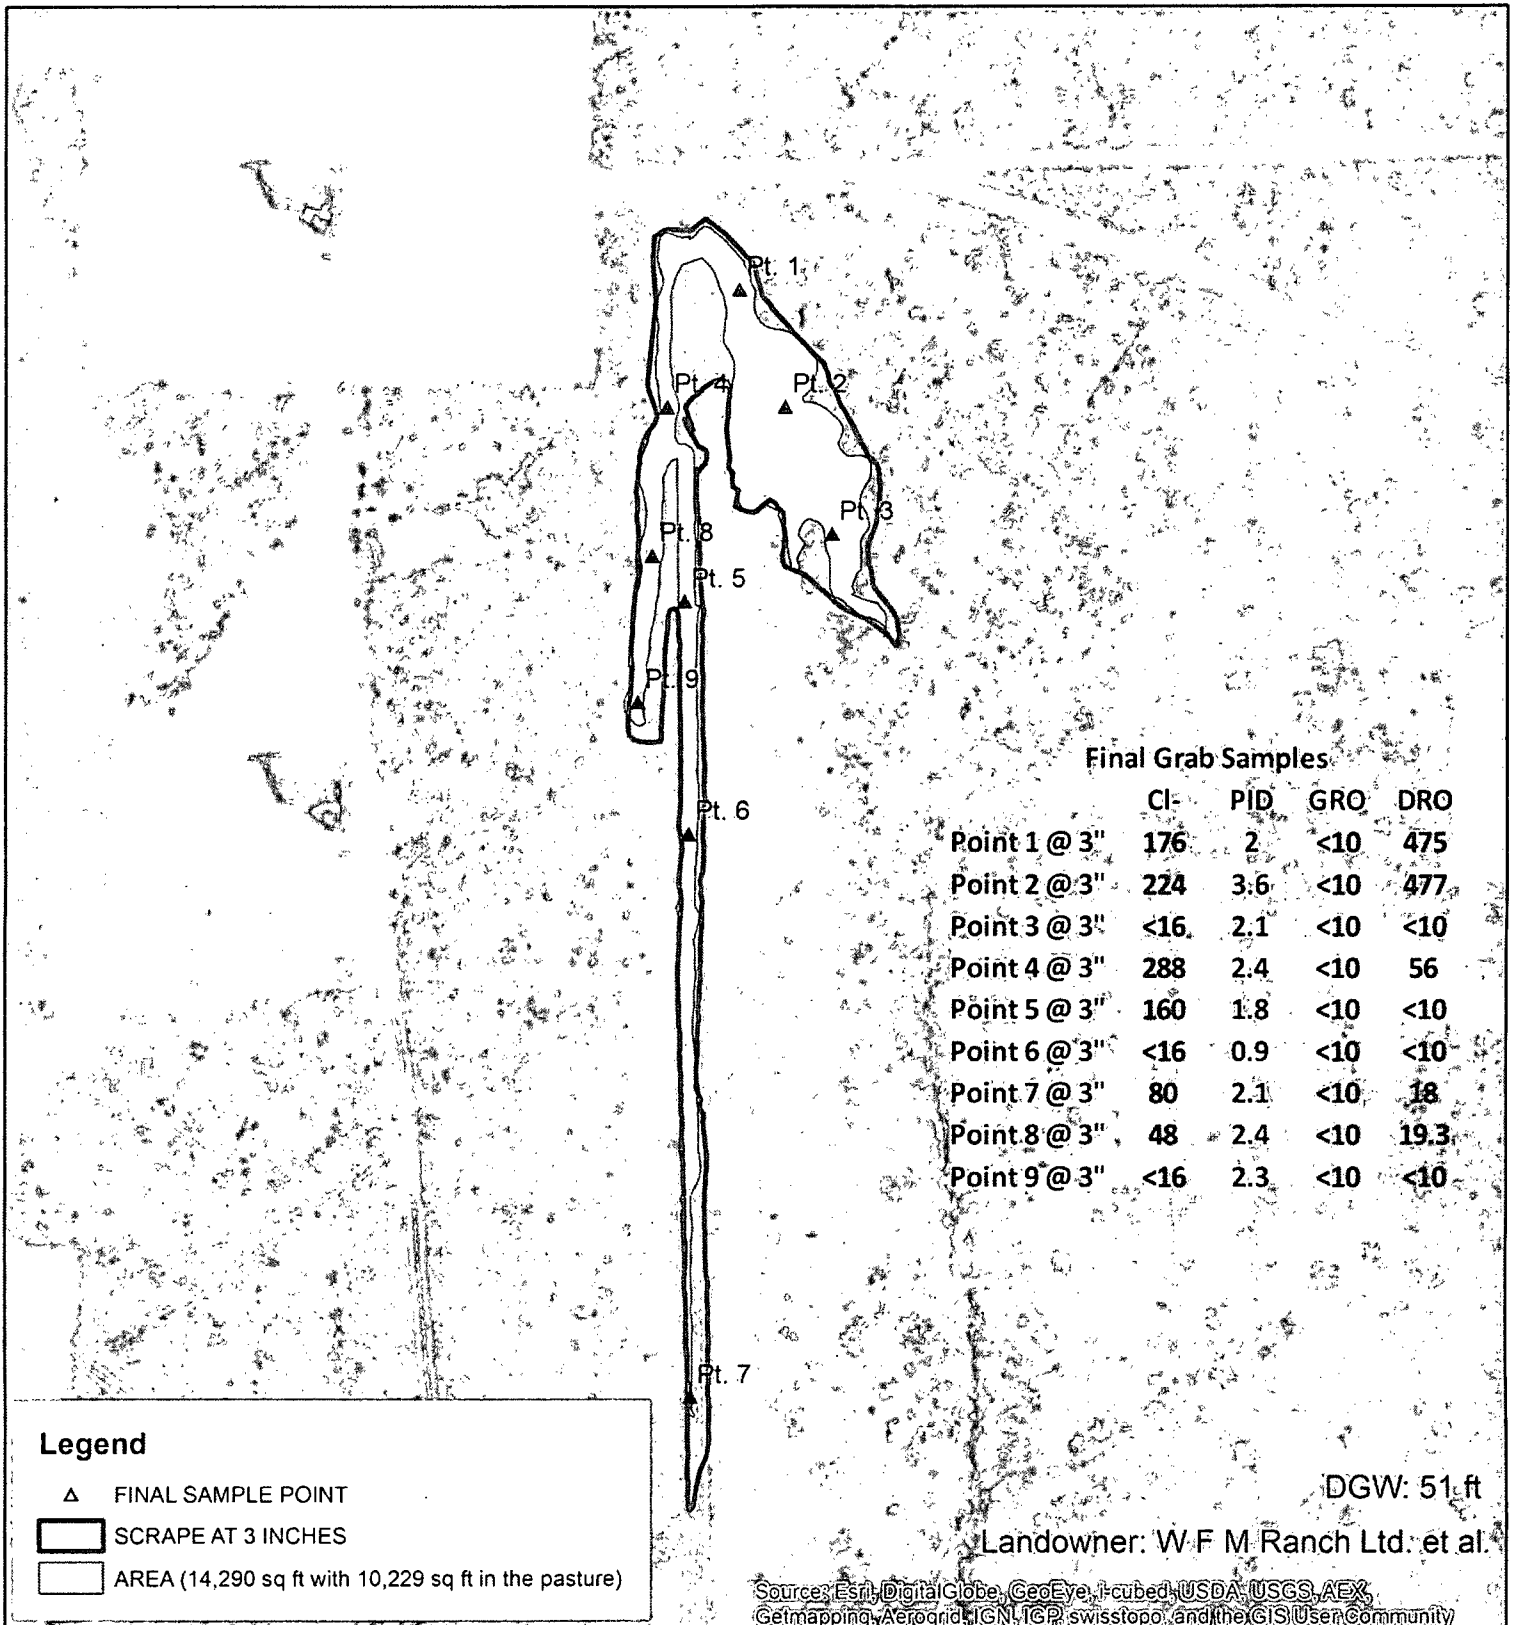 Pt. 1
Pt. 4
Pt. 2
Pt. 3
Pt. 8
Pt. 5
Pt. 9
Pt. 6
Pt. 7
Final Grab Samples
Cl- PID GRO DRO
Point 1 @ 3" 176 2 <10 475
Point 2 @ 3" 224 3.6 <10 477
Point 3 @ 3" <16 2.1 <10 <10
Point 4 @ 3" 288 2.4 <10 56
Point 5 @ 3" 160 1.8 <10 <10
Point 6 @ 3" <16 0.9 <10 <10
Point 7 @ 3" 80 2.1 <10 18
Point 8 @ 3" 48 2.4 <10 19.3
Point 9 @ 3" <16 2.3 <10 <10
Legend
FINAL SAMPLE POINT
SCRAPE AT 3 INCHES
AREA (14,290 sq ft with 10,229 sq ft in the pasture)
DGW: 51 ft
Landowner: W F M Ranch Ltd. et al.
Source: Esri, DigitalGlobe, GeoEye, i-cubed, USDA, USGS, AEX,
Getmapping, Aerogrid, IGN, IGP, swisstopo, and the GIS User Community